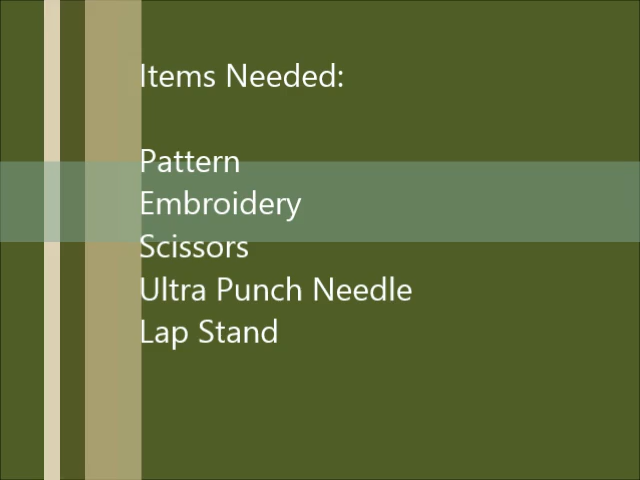 Items Needed:
Pattern
Embroidery
Scissors
Ultra Punch Needle
Lap Stand